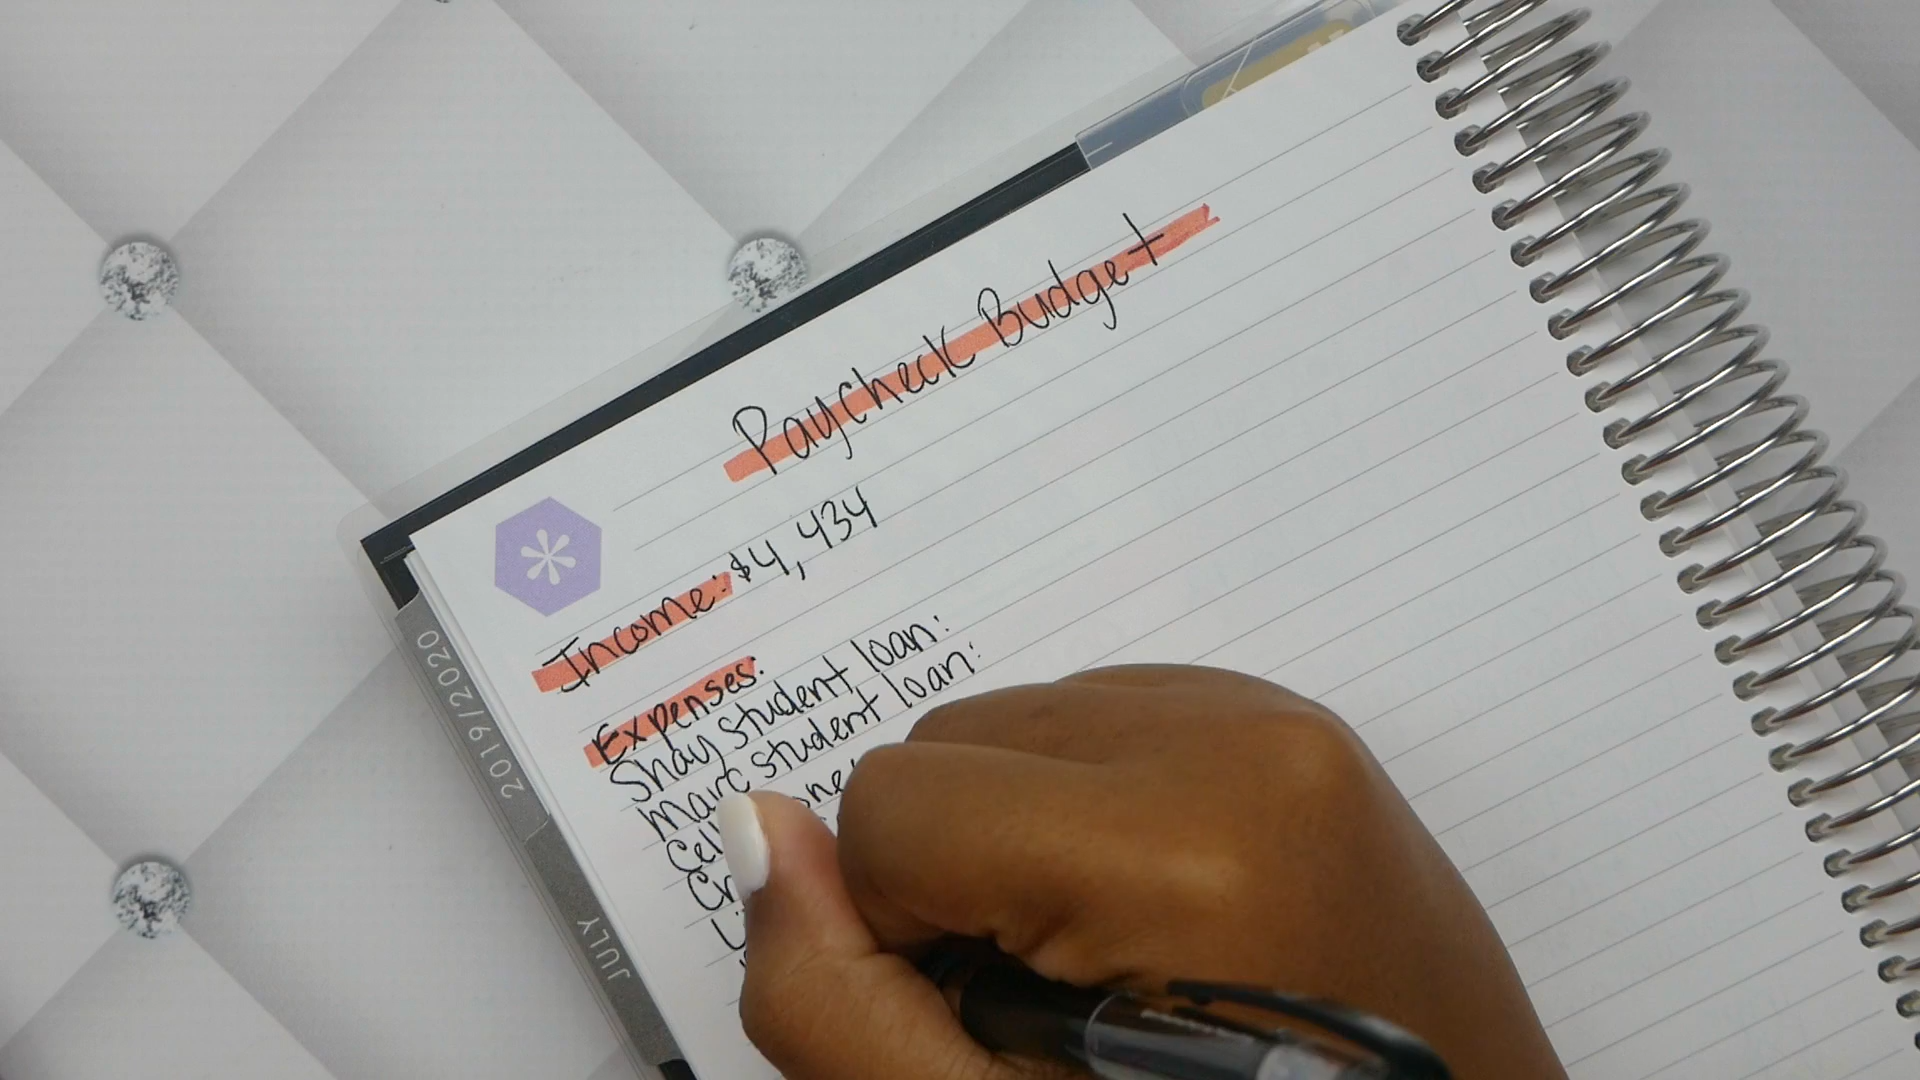 Paycheck Budget
Income: $4,434
Expenses:
Shay student loan:
Marc student loan:
2019/2020
JULY